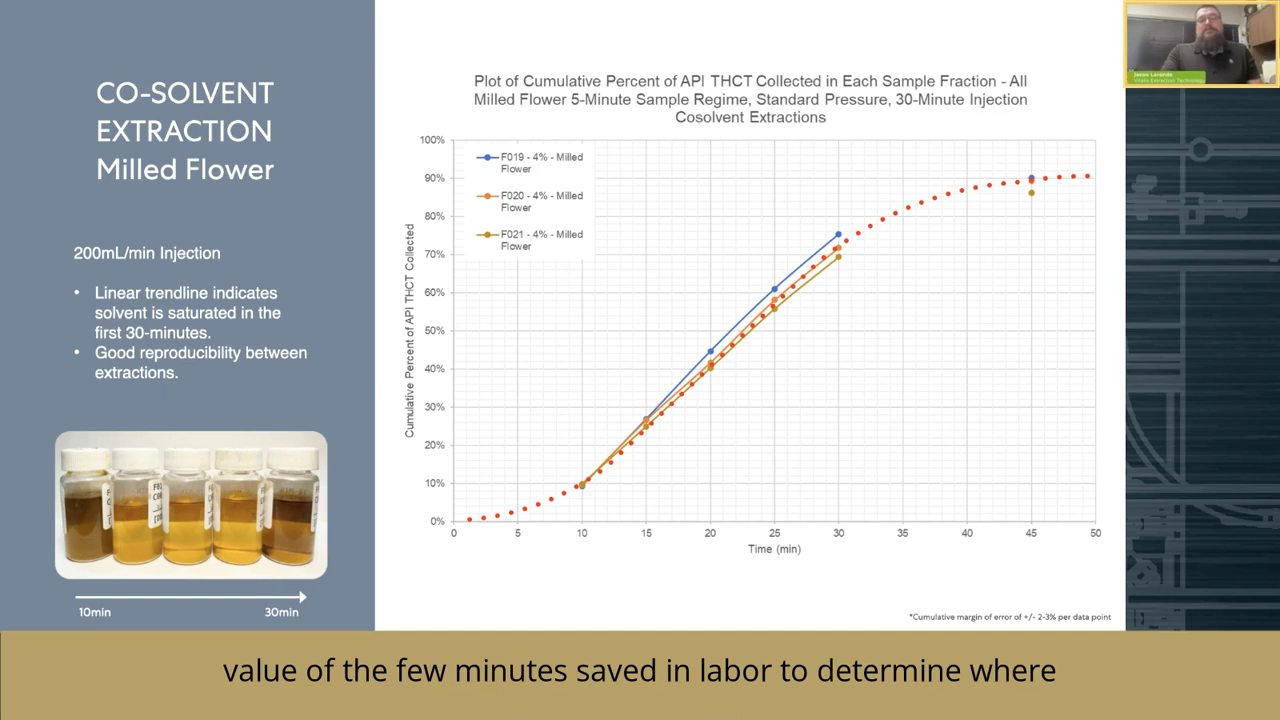 CO-SOLVENT
EXTRACTION
Milled Flower
200mL/min Injection
• Linear trendline indicates
solvent is saturated in the
first 30-minutes.
• Good reproducibility between
extractions.
10min
30min
Plot of Cumulative Percent of API THCT Collected in Each Sample Fraction - All
Milled Flower 5-Minute Sample Regime, Standard Pressure, 30-Minute Injection
Cosolvent Extractions
100%
90%
80%
70%
60%
50%
40%
30%
20%
10%
0%
Cumulative Percent of API THCT Collected
F019 - 4% - Milled
Flower
F020 - 4% - Milled
Flower
F021 - 4% - Milled
Flower
0 5 10 15 20 25 30 35 40 45 50
Time (min)
*Cumulative margin of error of +/- 2-3% per data point
value of the few minutes saved in labor to determine where